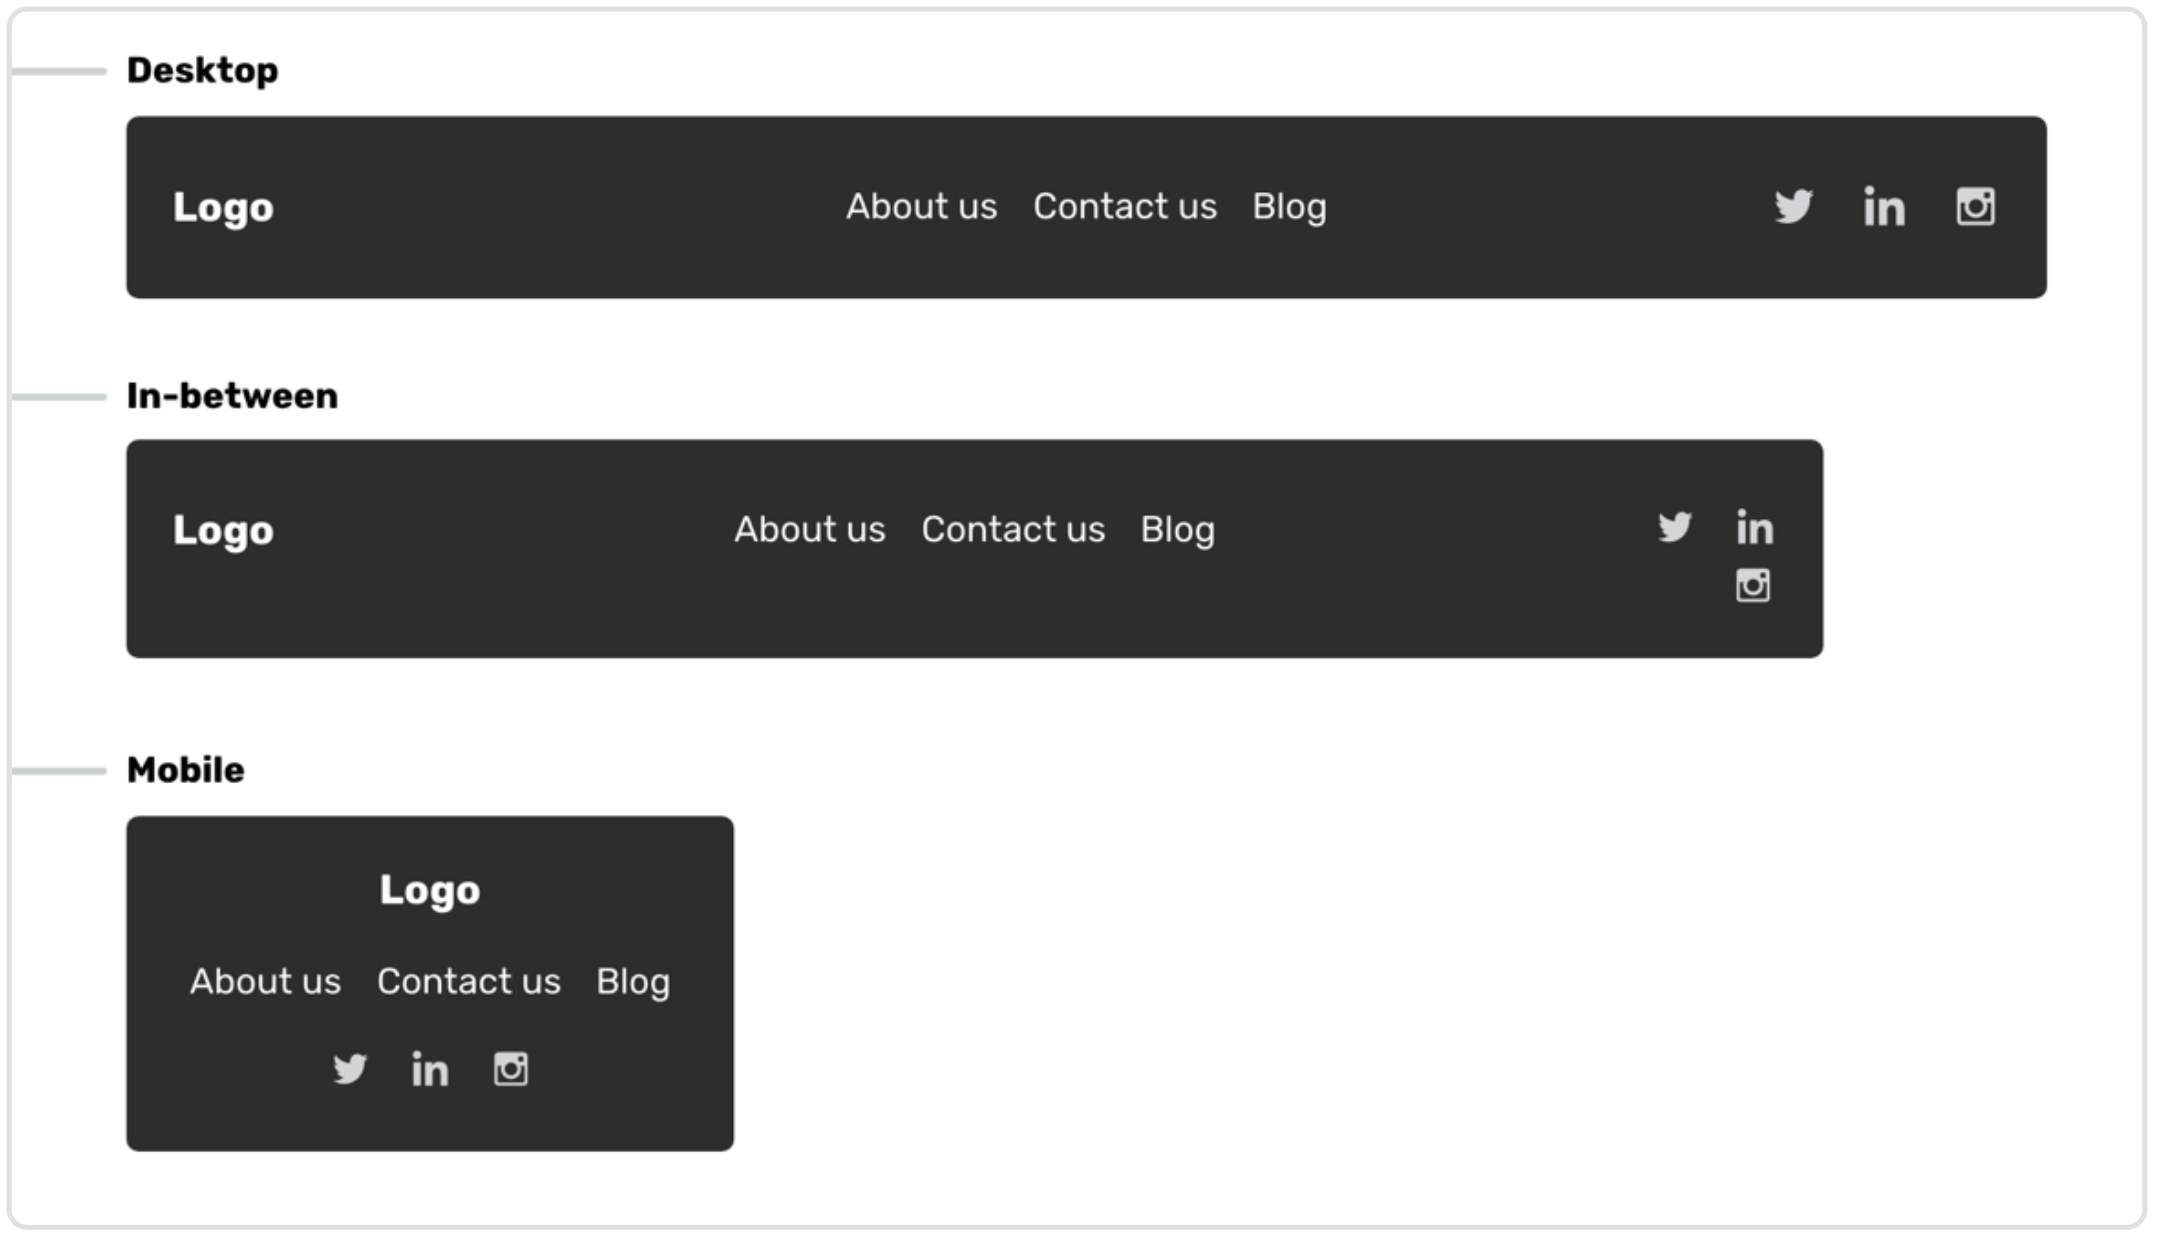 Desktop
Logo About us Contact us Blog in
In-between
Logo About us Contact us Blog in
Mobile
Logo
About us Contact us Blog
in